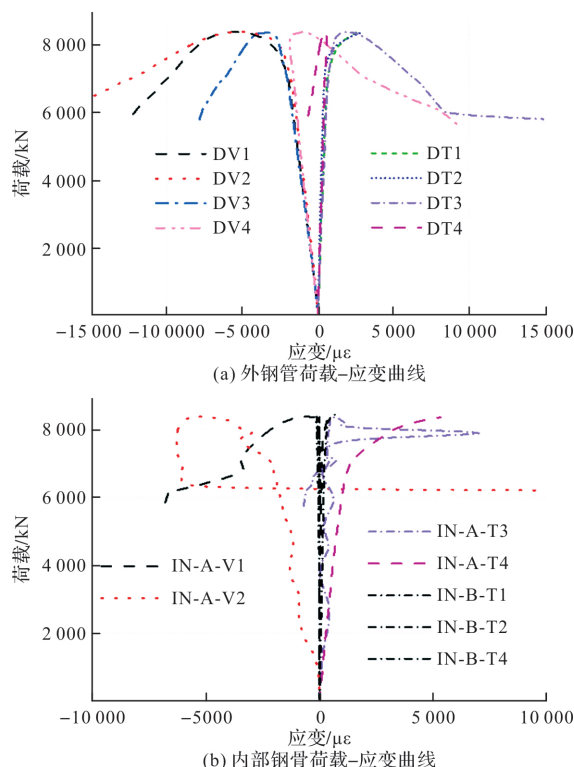 8 000
6 000
4 000
2 000
荷载/kN
DV1
DV2
DV3
DV4
DT1
DT2
DT3
DT4
−15 000 −10 000 −5 000 0 5 000 10 000 15 000
应变/με
(a) 外钢管荷载−应变曲线
8 000
6 000
4 000
2 000
荷载/kN
IN-A-V1
IN-A-V2
IN-A-T3
IN-A-T4
IN-B-T1
IN-B-T2
IN-B-T4
−10 000 −5000 0 5 000 10 000
应变/με
(b) 内部钢骨荷载−应变曲线